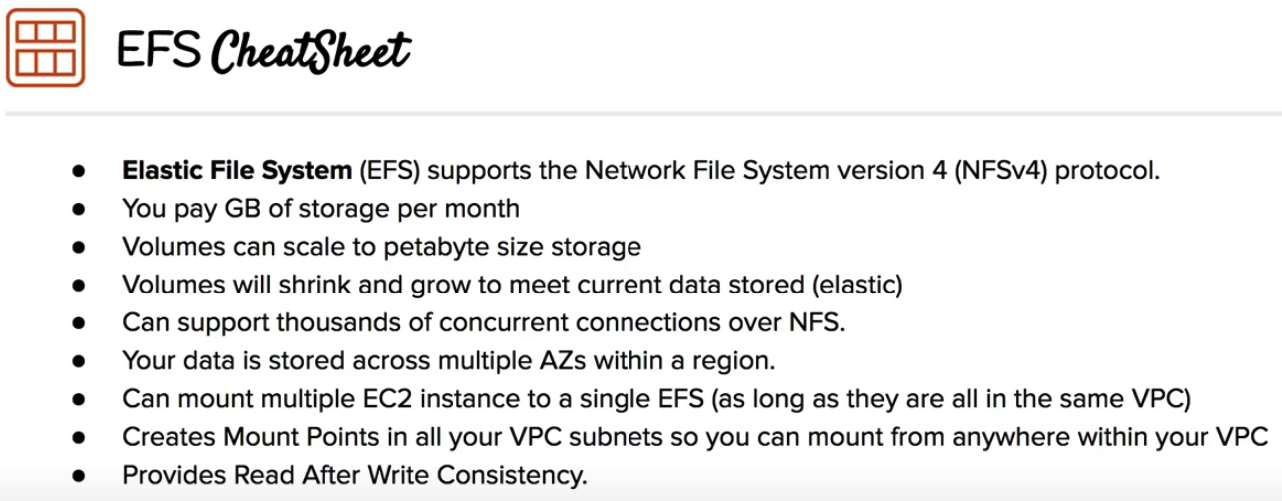 EFS CheatSheet
● Elastic File System (EFS) supports the Network File System version 4 (NFSv4) protocol.
● You pay GB of storage per month
● Volumes can scale to petabyte size storage
● Volumes will shrink and grow to meet current data stored (elastic)
● Can support thousands of concurrent connections over NFS.
● Your data is stored across multiple AZs within a region.
● Can mount multiple EC2 instance to a single EFS (as long as they are all in the same VPC)
● Creates Mount Points in all your VPC subnets so you can mount from anywhere within your VPC
● Provides Read After Write Consistency.